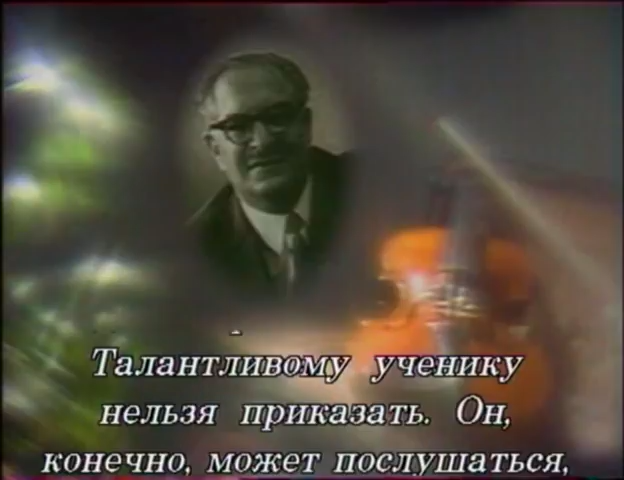 Талантливому ученику
нельзя приказать. Он,
конечно, может послушаться,